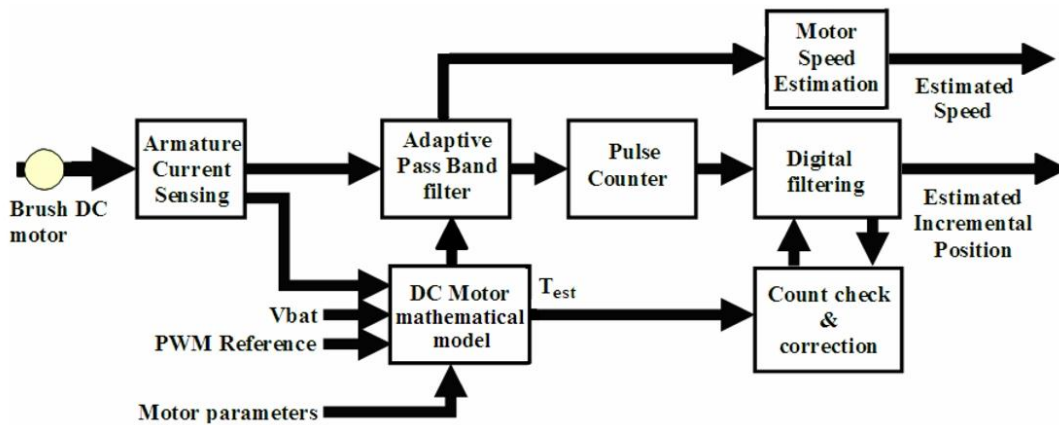 Motor
Speed
Estimation
Estimated
Speed
Armature
Current
Sensing
Adaptive
Pass Band
filter
Pulse
Counter
Digital
filtering
Brush DC
motor
Estimated
Incremental
Position
DC Motor
mathematical
model
T_est
Count check
&
correction
Vbat
PWM Reference
Motor parameters